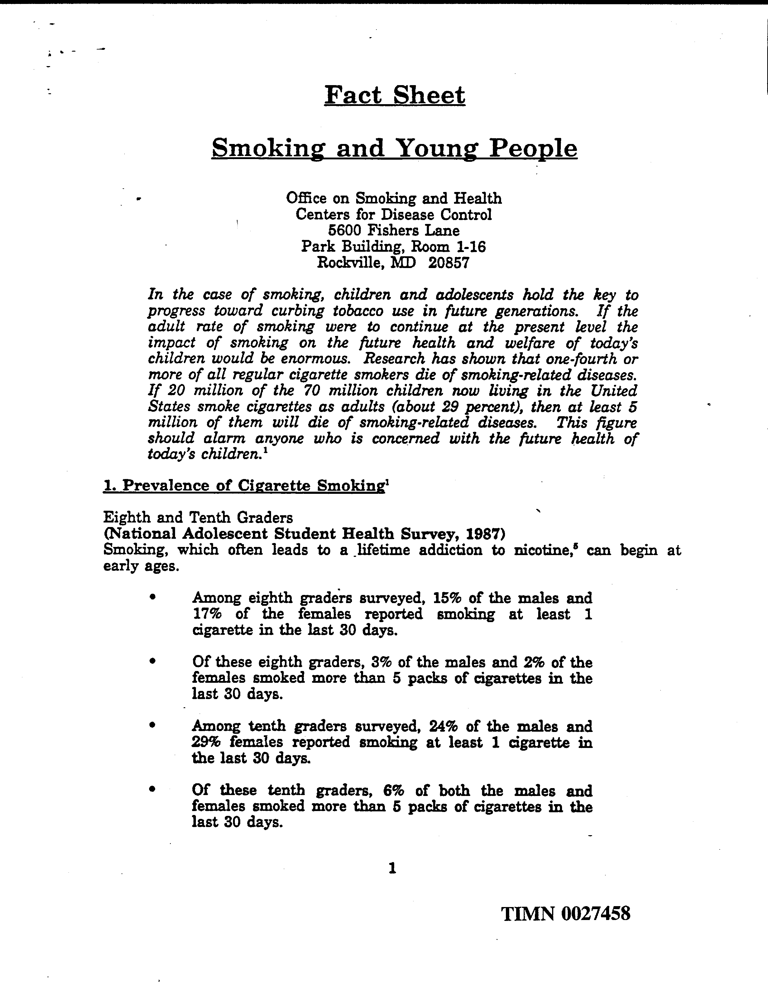 Fact Sheet
Smoking and Young People
Office on Smoking and Health
Centers for Disease Control
5600 Fishers Lane
Park Building, Room 1-16
Rockville, MD 20857
In the case of smoking, children and adolescents hold the key to
progress toward curbing tobacco use in future generations. If the
adult rate of smoking were to continue at the present level the
impact of smoking on the future health and welfare of today's
children would be enormous. Research has shown that one-fourth or
more of all regular cigarette smokers die of smoking-related diseases.
If 20 million of the 70 million children now living in the United
States smoke cigarettes as adults (about 29 percent), then at least 5
million of them will die of smoking-related diseases. This figure
should alarm anyone who is concerned with the future health of
today's children.¹
1. Prevalence of Cigarette Smoking¹
Eighth and Tenth Graders
(National Adolescent Student Health Survey, 1987)
Smoking, which often leads to a lifetime addiction to nicotine,⁵ can begin at
early ages.
• Among eighth graders surveyed, 15% of the males and
17% of the females reported smoking at least 1
cigarette in the last 30 days.
• Of these eighth graders, 3% of the males and 2% of the
females smoked more than 5 packs of cigarettes in the
last 30 days.
• Among tenth graders surveyed, 24% of the males and
29% females reported smoking at least 1 cigarette in
the last 30 days.
• Of these tenth graders, 6% of both the males and
females smoked more than 5 packs of cigarettes in the
last 30 days.
1
TIMN 0027458